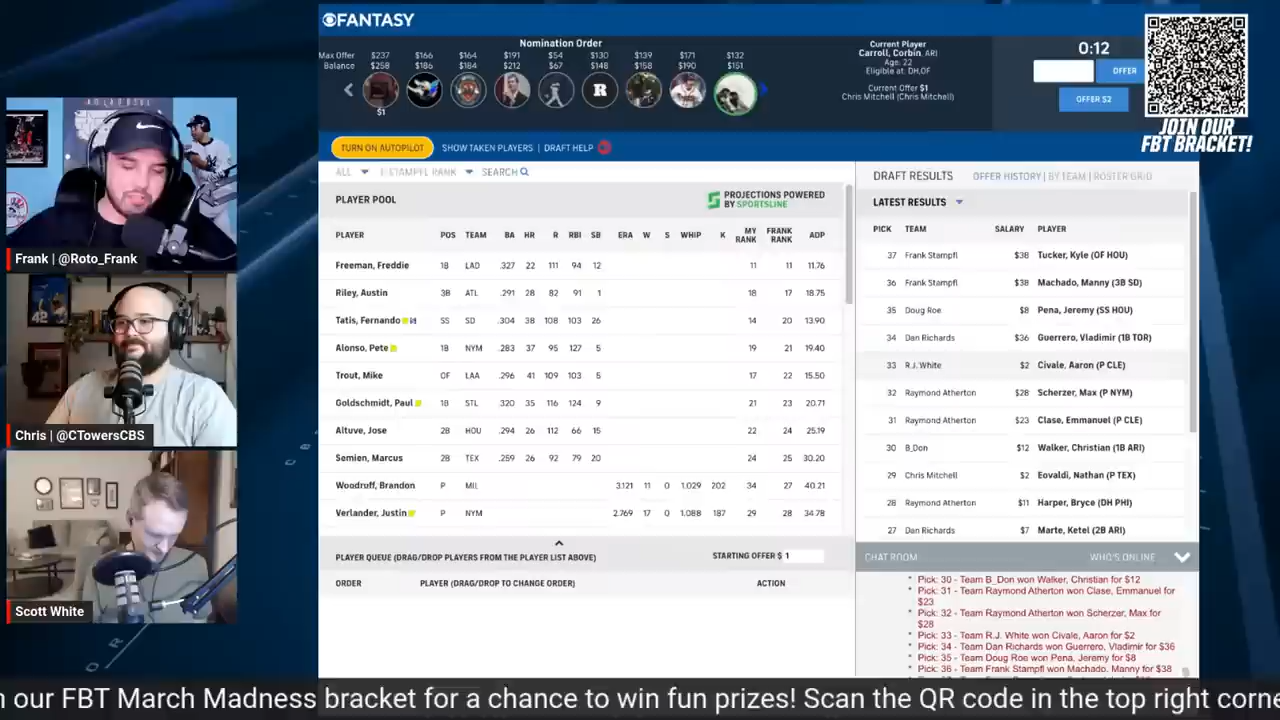 FANTASY
Nomination Order
Max Offer $237 $166 $164 $191 $54 $130 $139 $171 $132
Balance $258 $186 $184 $212 $67 $148 $158 $190 $151
$1
R
Current Player
Carroll, Corbin, ARI
Age: 22
Eligible at: DH,OF
Current Offer $1
Chris Mitchell (Chris Mitchell)
0:12
OFFER
OFFER $2
JOIN OUR
FBT BRACKET!
TURN ON AUTOPILOT SHOW TAKEN PLAYERS | DRAFT HELP
ALL RANK SEARCH
PLAYER POOL
PROJECTIONS POWERED
BY SPORTSLINE
PLAYER POS TEAM BA HR R RBI SB ERA W S WHIP K MY RANK FRANK RANK ADP
Freeman, Freddie 1B LAD .327 22 111 94 12 11 11 11.76
Riley, Austin 3B ATL .291 28 82 91 1 18 17 18.75
Tatis, Fernando SS SD .304 38 108 103 26 14 20 13.90
Alonso, Pete 1B NYM .283 37 95 127 5 19 21 19.40
Trout, Mike OF LAA .296 41 109 103 5 17 22 15.50
Goldschmidt, Paul 1B STL .320 35 116 124 9 21 23 20.71
Altuve, Jose 2B HOU .294 26 112 66 15 22 24 25.19
Semien, Marcus 2B TEX .259 26 92 79 20 24 25 30.20
Woodruff, Brandon P MIL 3.121 11 0 1.029 202 34 27 40.21
Verlander, Justin P NYM 2.769 17 0 1.088 187 29 28 34.78
PLAYER QUEUE (DRAG/DROP PLAYERS FROM THE PLAYER LIST ABOVE) STARTING OFFER $ 1
ORDER PLAYER (DRAG/DROP TO CHANGE ORDER) ACTION
DRAFT RESULTS OFFER HISTORY | BY TEAM | ROSTER GRID
LATEST RESULTS
PICK TEAM SALARY PLAYER
37 Frank Stampfl $38 Tucker, Kyle (OF HOU)
36 Frank Stampfl $38 Machado, Manny (3B SD)
35 Doug Roe $8 Pena, Jeremy (SS HOU)
34 Dan Richards $36 Guerrero, Vladimir (1B TOR)
33 R.J. White $2 Civale, Aaron (P CLE)
32 Raymond Atherton $28 Scherzer, Max (P NYM)
31 Raymond Atherton $23 Clase, Emmanuel (P CLE)
30 B_Don $12 Walker, Christian (1B ARI)
29 Chris Mitchell $2 Eovaldi, Nathan (P TEX)
28 Raymond Atherton $11 Harper, Bryce (DH PHI)
27 Dan Richards $7 Marte, Ketel (2B ARI)
CHAT ROOM WHO'S ONLINE
* Pick: 30 - Team B_Don won Walker, Christian for $12
* Pick: 31 - Team Raymond Atherton won Clase, Emmanuel for
$23
* Pick: 32 - Team Raymond Atherton won Scherzer, Max for
$28
* Pick: 33 - Team R.J. White won Civale, Aaron for $2
* Pick: 34 - Team Dan Richards won Guerrero, Vladimir for $36
* Pick: 35 - Team Doug Roe won Pena, Jeremy for $8
* Pick: 36 - Team Frank Stampfl won Machado, Manny for $38
Frank | @Roto_Frank
Chris | @CTowersCBS
Scott White
n our FBT March Madness bracket for a chance to win fun prizes! Scan the QR code in the top right corne